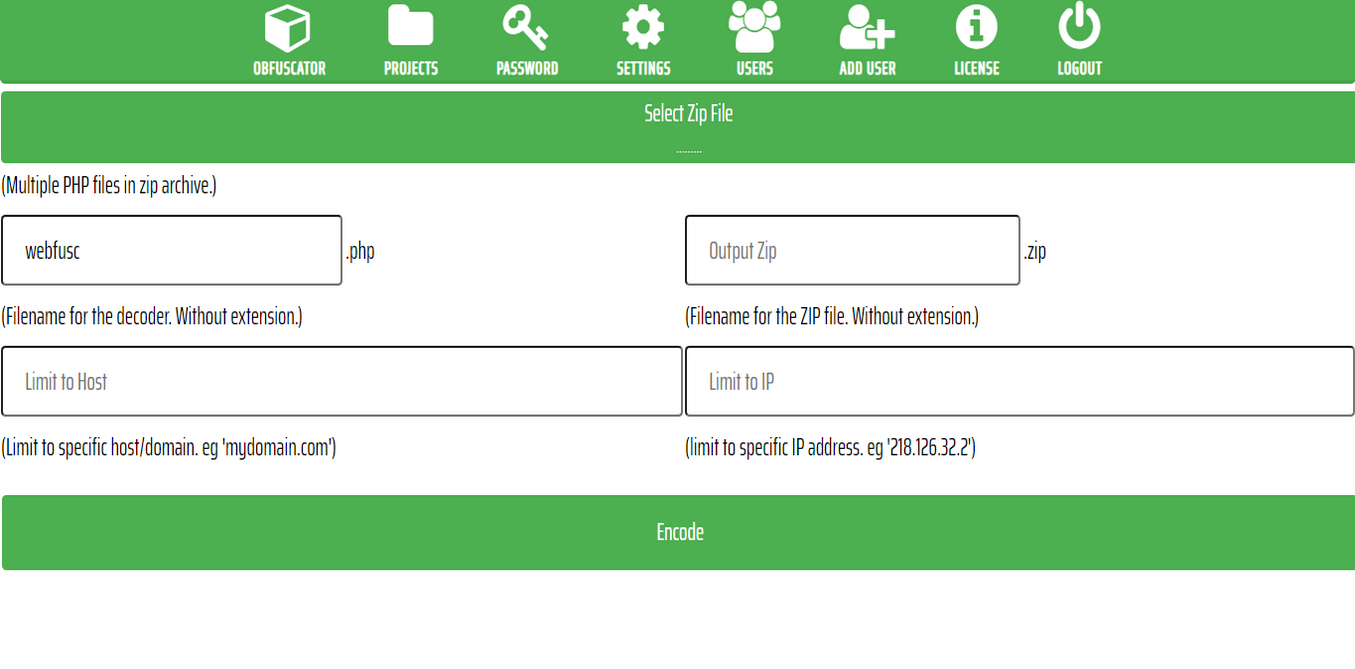 OBFUSCATOR PROJECTS PASSWORD SETTINGS USERS ADD USER LICENSE LOGOUT
Select Zip File
.........
(Multiple PHP files in zip archive.)
webfusc .php Output Zip .zip
(Filename for the decoder. Without extension.) (Filename for the ZIP file. Without extension.)
Limit to Host Limit to IP
(Limit to specific host/domain. eg 'mydomain.com') (limit to specific IP address. eg '218.126.32.2')
Encode